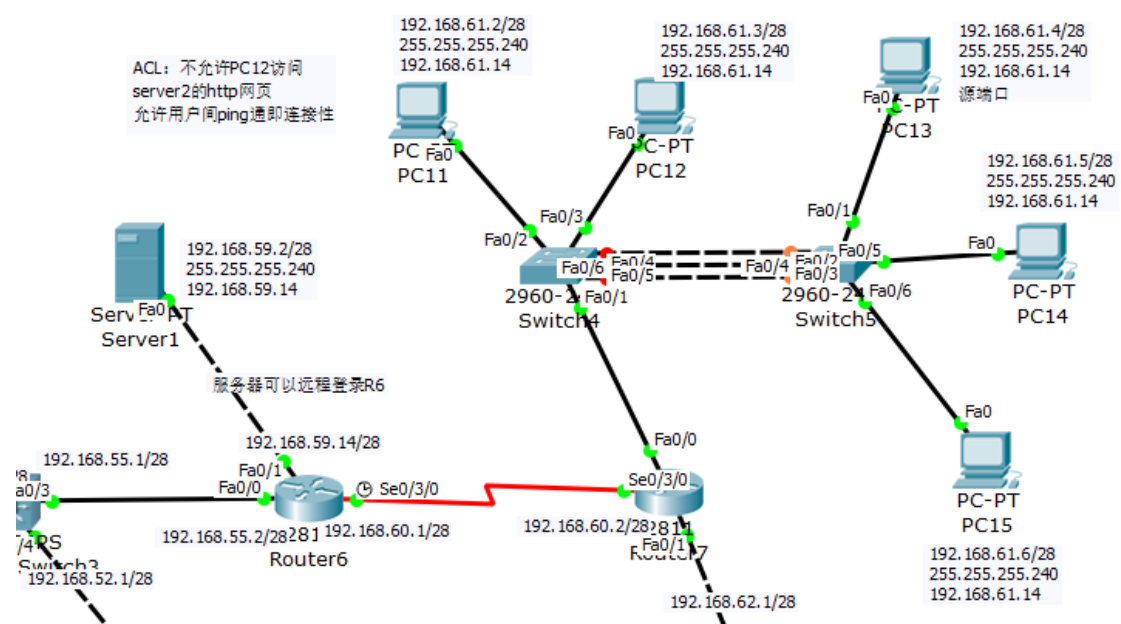 192.168.61.2/28
255.255.255.240
192.168.61.14
192.168.61.3/28
255.255.255.240
192.168.61.14
192.168.61.4/28
255.255.255.240
192.168.61.14
源端口
ACL：不允许PC12访问
server2的http网页
允许用户间ping通即连接性
Fa0
PC
PC11
Fa0
PC-PT
PC12
Fa0
PC-PT
PC13
192.168.61.5/28
255.255.255.240
192.168.61.14
Fa0/2
Fa0/3
Fa0/1
192.168.59.2/28
255.255.255.240
192.168.59.14
Fa0
Server1
Fa0/6
Fa0/4
Fa0/5
Fa0/1
Switch4
Fa0/4
Fa0/2
Fa0/3
Fa0/5
Fa0/6
2960-24
Switch5
Fa0
PC-PT
PC14
服务器可以远程登录R6
192.168.59.14/28
192.168.55.1/28
Fa0/1
Fa0/0
Se0/3/0
192.168.55.2/28
192.168.60.1/28
Router6
Fa0/0
Se0/3/0
192.168.60.2/28
Fa0/1
Router7
Fa0
PC-PT
PC15
Switch3
192.168.52.1/28
192.168.61.6/28
255.255.255.240
192.168.61.14
192.168.62.1/28